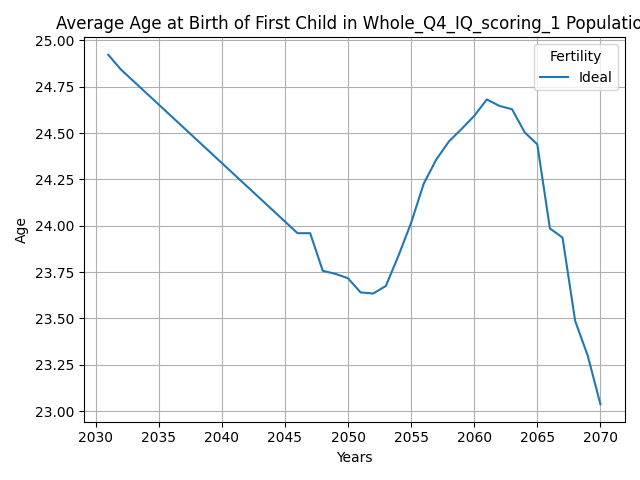 Average Age at Birth of First Child in Whole_Q4_IQ_scoring_1 Populatio
Fertility
Ideal
25.00
24.75
24.50
24.25
24.00
23.75
23.50
23.25
23.00
Age
2030 2035 2040 2045 2050 2055 2060 2065 2070
Years